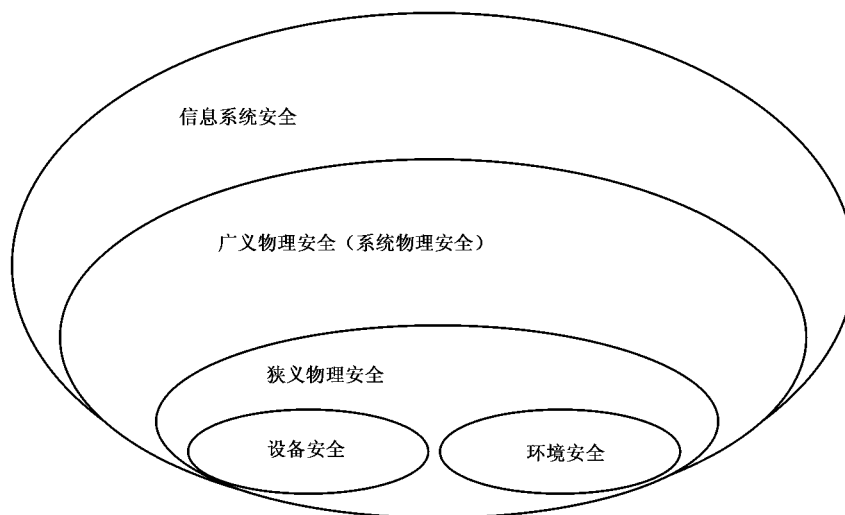 信息系统安全
广义物理安全（系统物理安全）
狭义物理安全
设备安全
环境安全